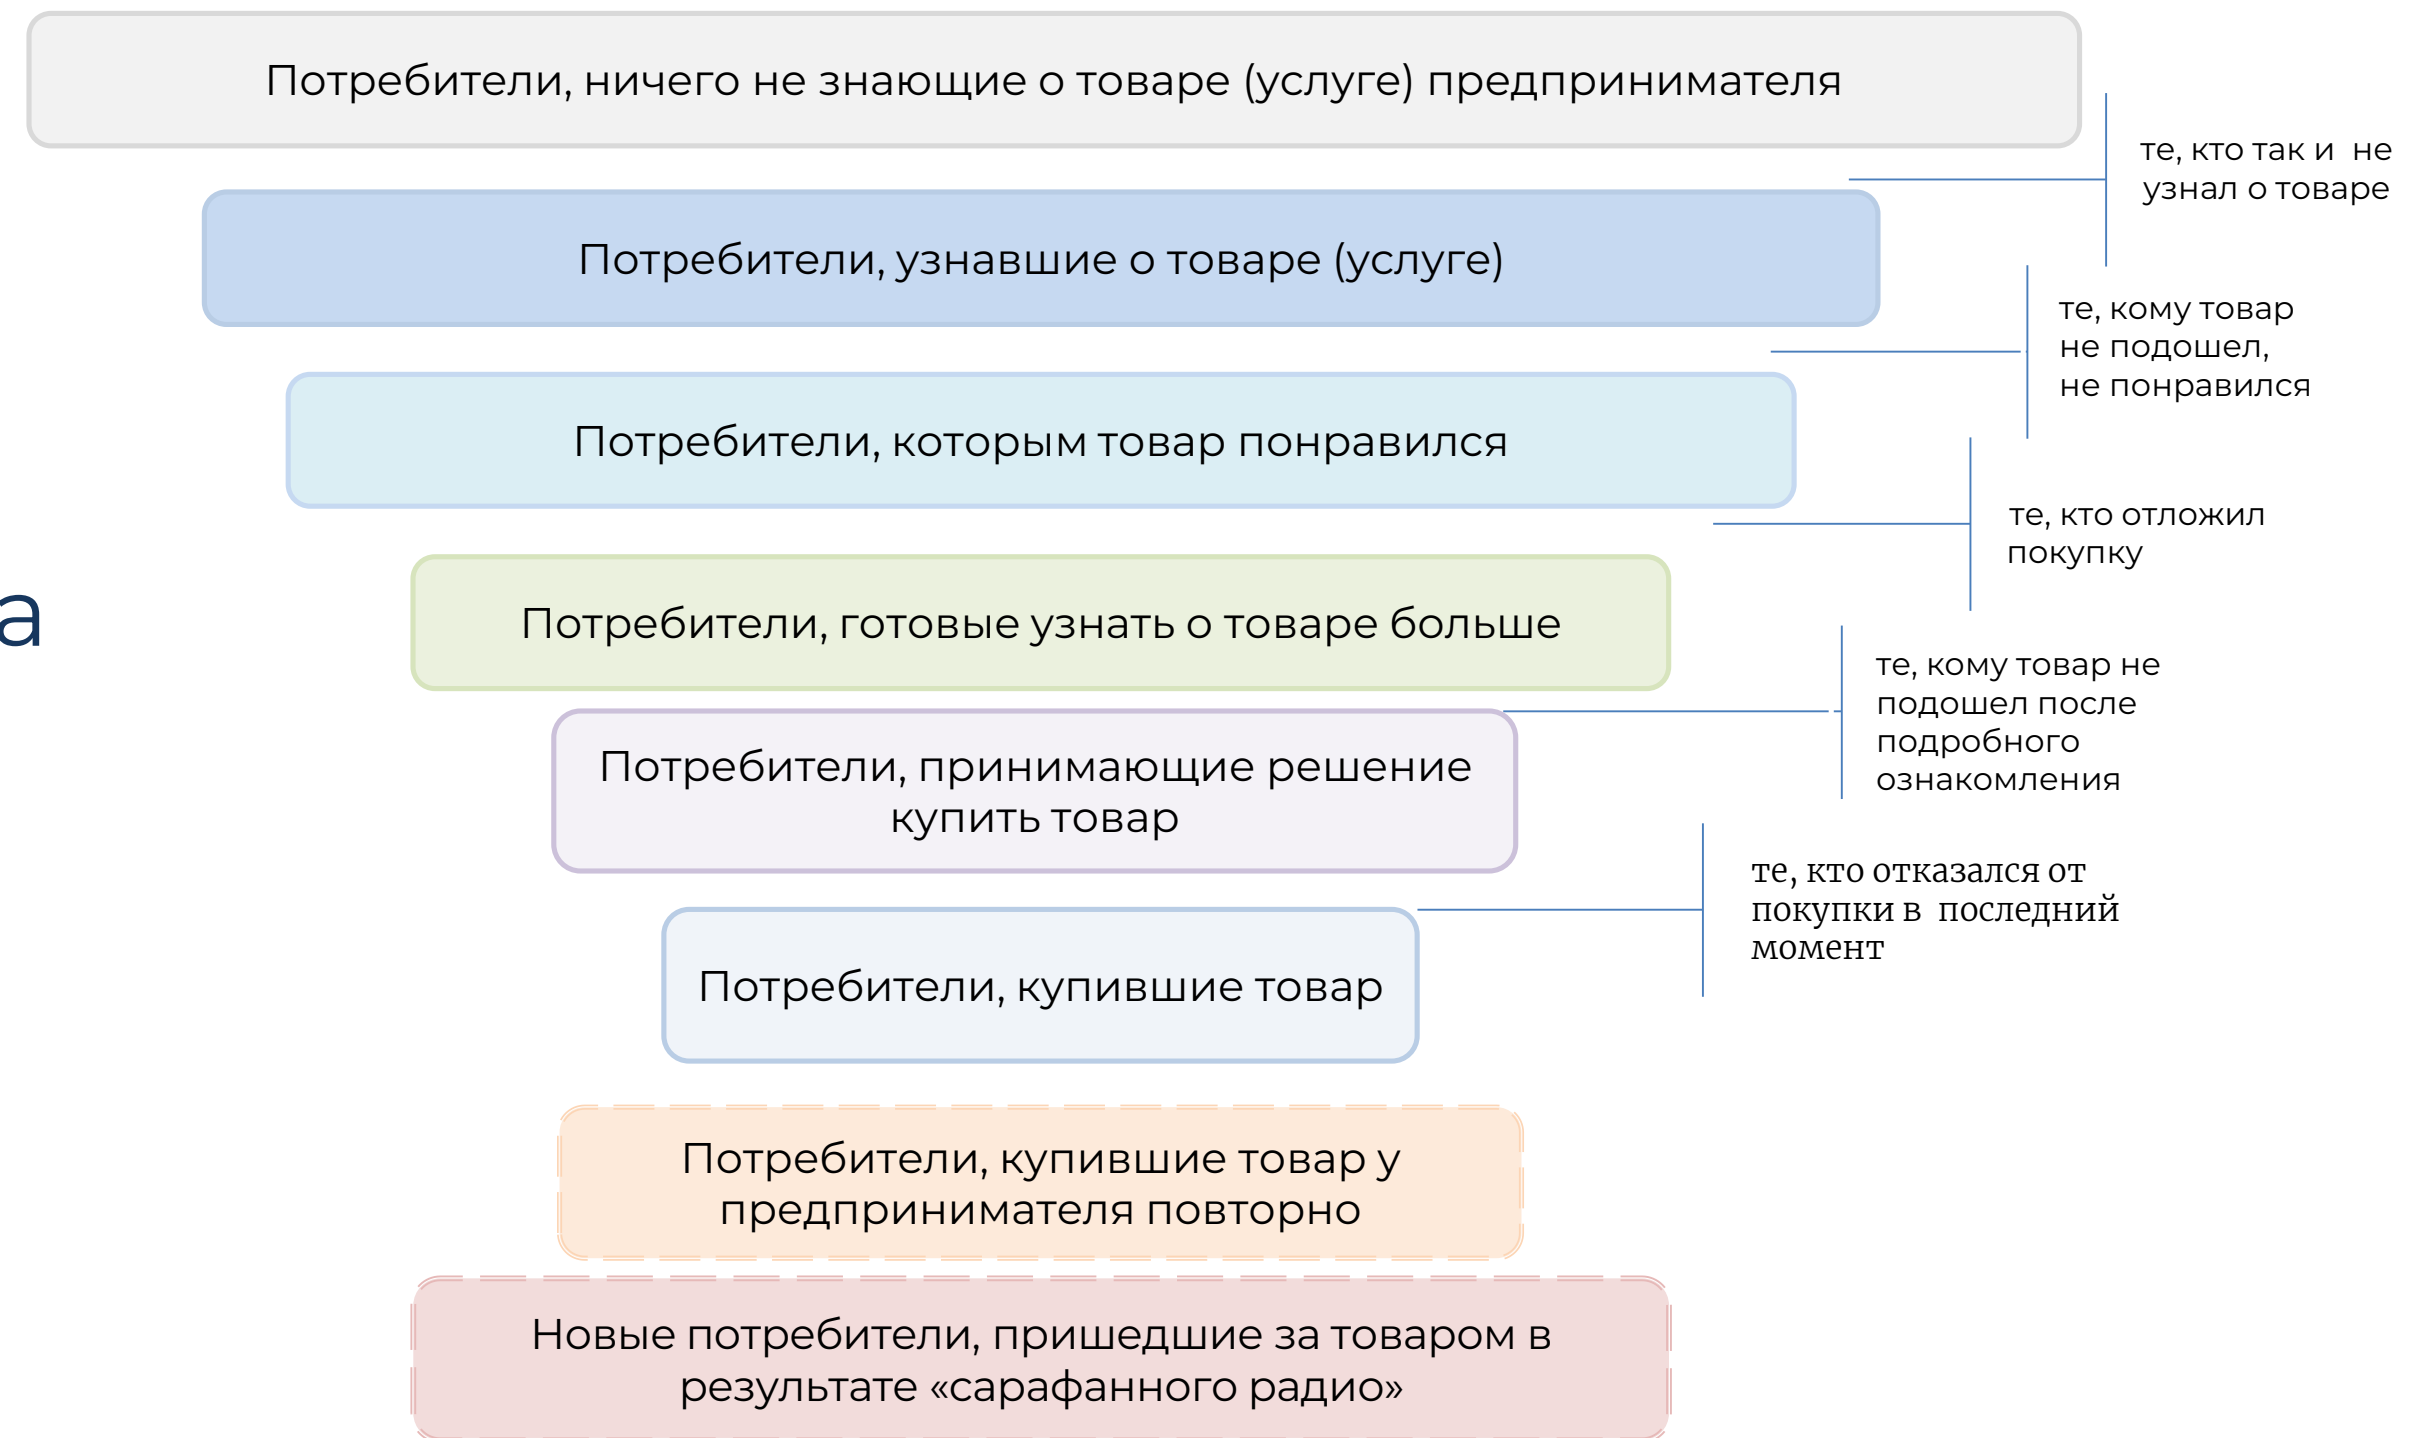 Потребители, ничего не знающие о товаре (услуге) предпринимателя
те, кто так и не
узнал о товаре
Потребители, узнавшие о товаре (услуге)
те, кому товар
не подошел,
не понравился
Потребители, которым товар понравился
те, кто отложил
покупку
а
Потребители, готовые узнать о товаре больше
те, кому товар не
подошел после
подробного
ознакомления
Потребители, принимающие решение
купить товар
те, кто отказался от
покупки в последний
момент
Потребители, купившие товар
Потребители, купившие товар у
предпринимателя повторно
Новые потребители, пришедшие за товаром в
результате «сарафанного радио»